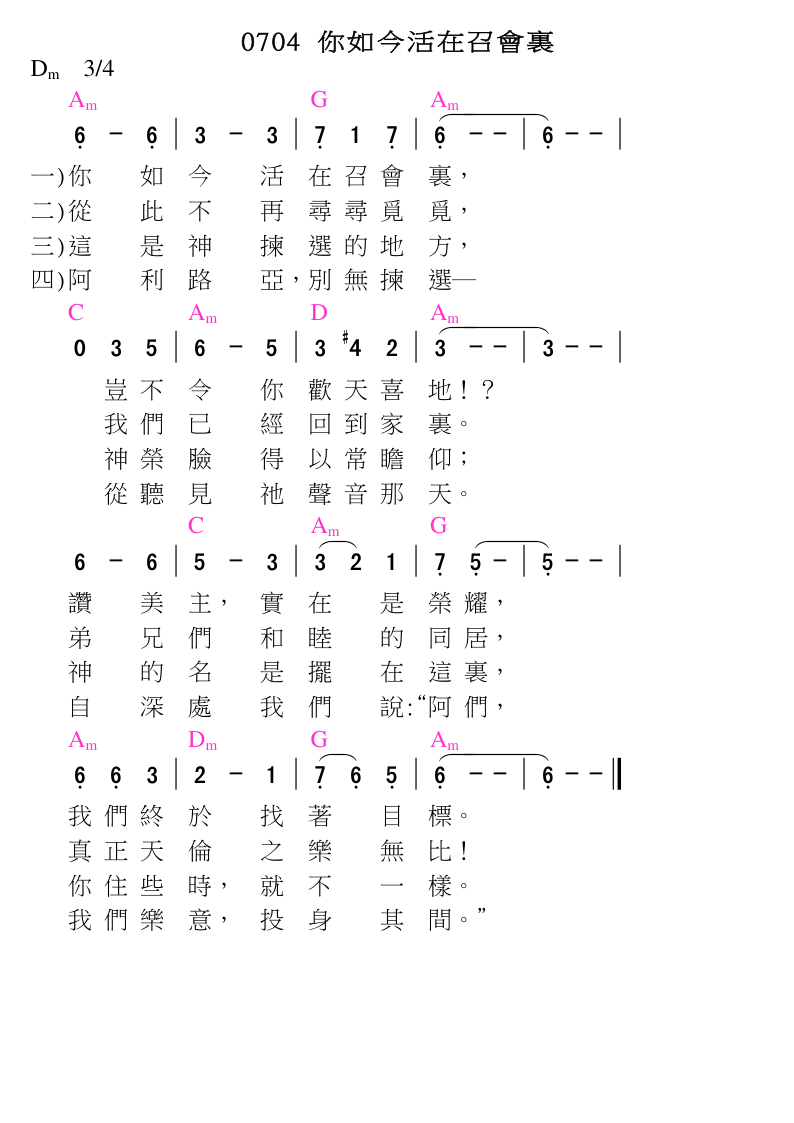 0704 你如今活在召會裏
Dm 3/4
Am G Am
6 - 6 | 3 - 3 | 7 1 7 | 6 - - | 6 - - |
一)你 如 今 活 在 召 會 裏，
二)從 此 不 再 尋 尋 覓 覓，
三)這 是 神 揀 選 的 地 方，
四)阿 利 路 亞，別 無 揀 選—
C Am D Am
0 3 5 | 6 - 5 | 3 #4 2 | 3 - - | 3 - - |
豈 不 令 你 歡 天 喜 地！？
我 們 已 經 回 到 家 裏。
神 榮 臉 得 以 常 瞻 仰；
從 聽 見 祂 聲 音 那 天。
C Am G
6 - 6 | 5 - 3 | 3 2 1 | 7 5 - | 5 - - |
讚 美 主， 實 在 是 榮 耀，
弟 兄 們 和 睦 的 同 居，
神 的 名 是 擺 在 這 裏，
自 深 處 我 們 說:“阿 們，
Am Dm G Am
6 6 3 | 2 - 1 | 7 6 5 | 6 - - | 6 - - ‖
我 們 終 於 找 著 目 標。
真 正 天 倫 之 樂 無 比！
你 住 些 時， 就 不 一 樣。
我 們 樂 意， 投 身 其 間。”